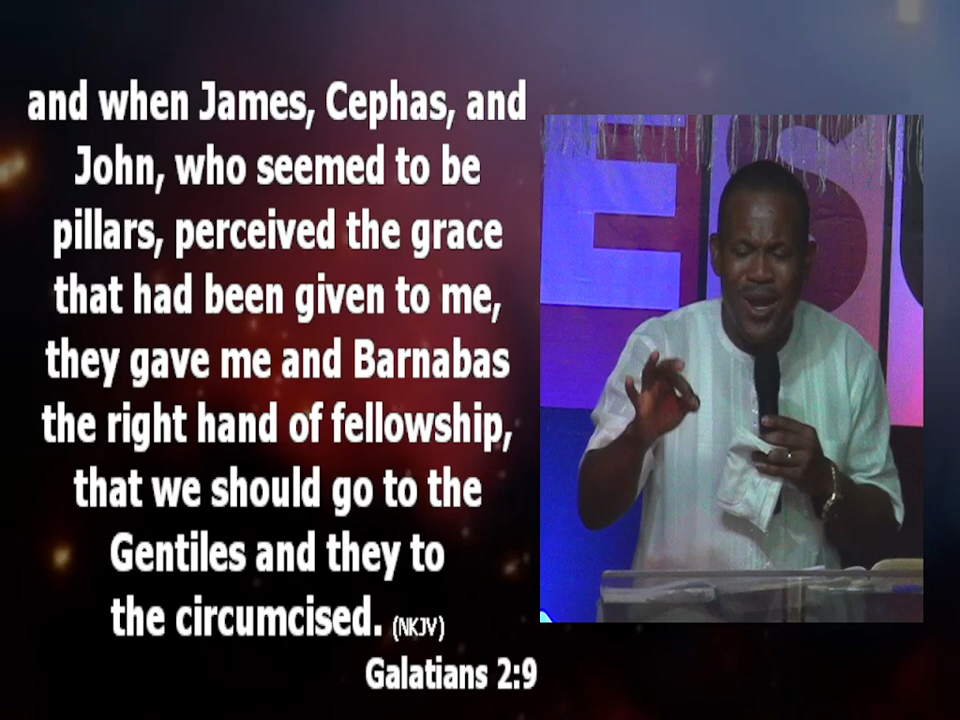 and when James, Cephas, and
John, who seemed to be
pillars, perceived the grace
that had been given to me,
they gave me and Barnabas
the right hand of fellowship,
that we should go to the
Gentiles and they to
the circumcised. (NKJV)
Galatians 2:9